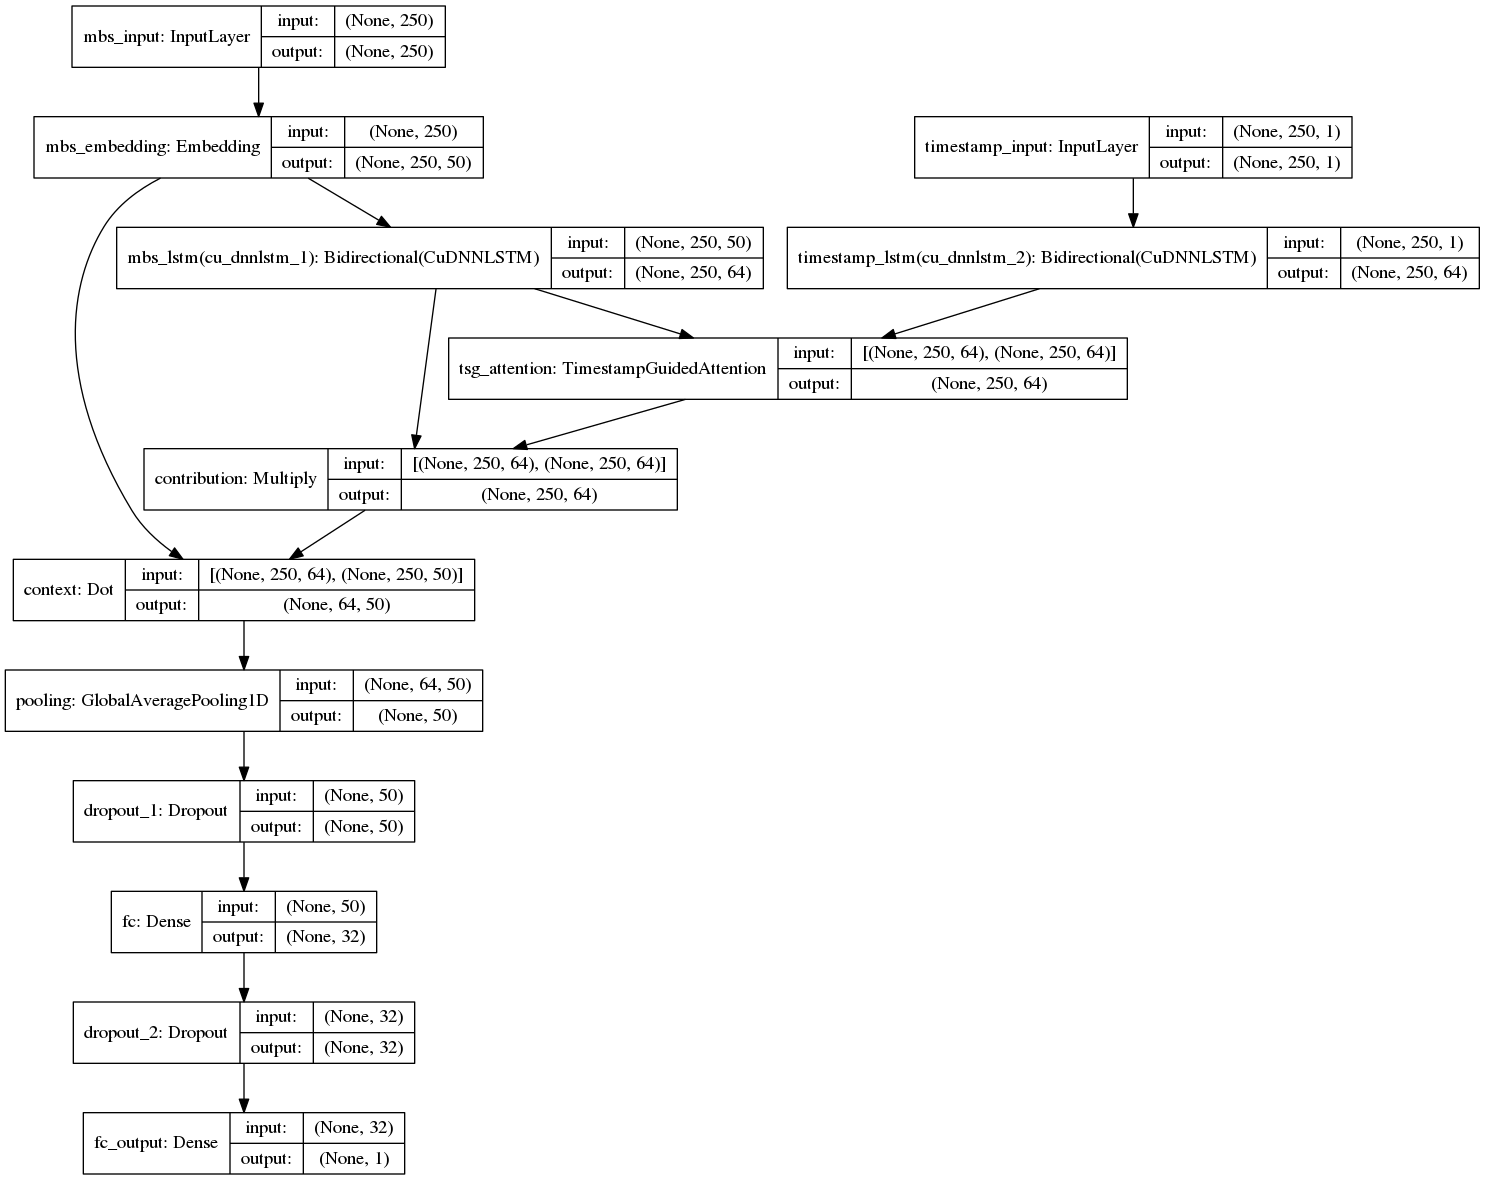 mbs_input: InputLayer
input: (None, 250)
output: (None, 250)
mbs_embedding: Embedding
input: (None, 250)
output: (None, 250, 50)
timestamp_input: InputLayer
input: (None, 250, 1)
output: (None, 250, 1)
mbs_lstm(cu_dnnlstm_1): Bidirectional(CuDNNLSTM)
input: (None, 250, 50)
output: (None, 250, 64)
timestamp_lstm(cu_dnnlstm_2): Bidirectional(CuDNNLSTM)
input: (None, 250, 1)
output: (None, 250, 64)
tsg_attention: TimestampGuidedAttention
input: [(None, 250, 64), (None, 250, 64)]
output: (None, 250, 64)
contribution: Multiply
input: [(None, 250, 64), (None, 250, 64)]
output: (None, 250, 64)
context: Dot
input: [(None, 250, 64), (None, 250, 50)]
output: (None, 64, 50)
pooling: GlobalAveragePooling1D
input: (None, 64, 50)
output: (None, 50)
dropout_1: Dropout
input: (None, 50)
output: (None, 50)
fc: Dense
input: (None, 50)
output: (None, 32)
dropout_2: Dropout
input: (None, 32)
output: (None, 32)
fc_output: Dense
input: (None, 32)
output: (None, 1)